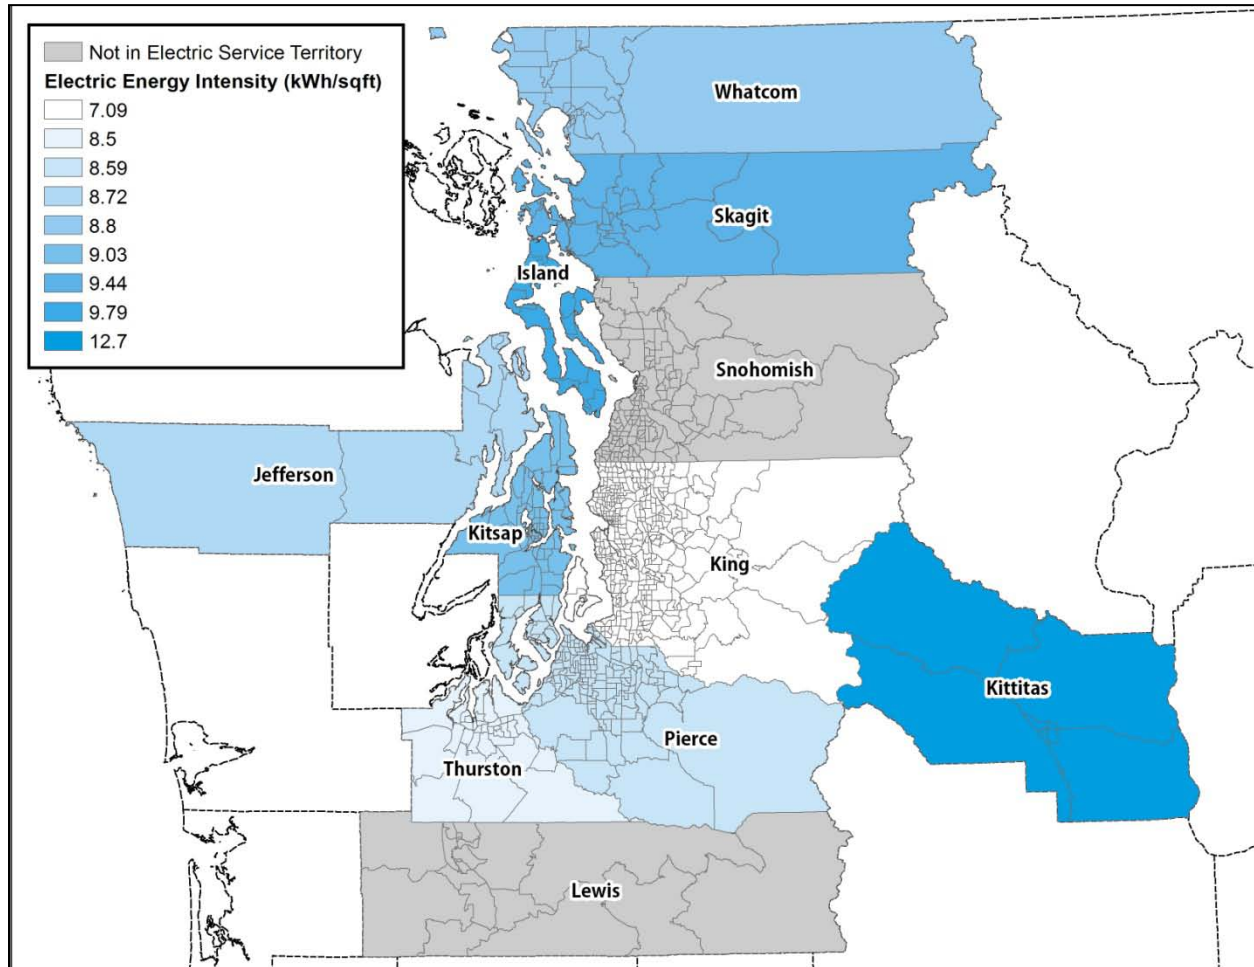 Not in Electric Service Territory
Electric Energy Intensity (kWh/sqft)
7.09
8.5
8.59
8.72
8.8
9.03
9.44
9.79
12.7
Whatcom
Skagit
Island
Snohomish
Jefferson
Kitsap
King
Kittitas
Pierce
Thurston
Lewis